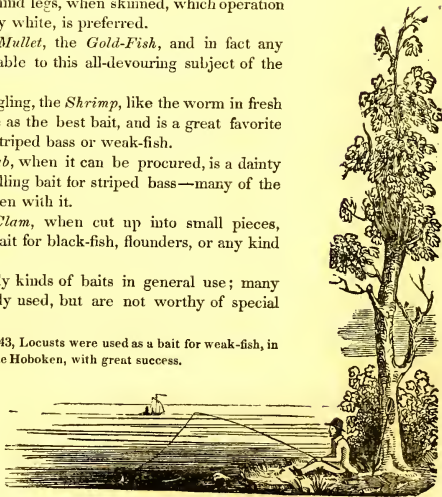 hind legs, when skinned, which operation
y white, is preferred.
Mullet, the Gold-Fish, and in fact any
able to this all-devouring subject of the
gling, the Shrimp, like the worm in fresh
as the best bait, and is a great favorite
triped bass or weak-fish.
b, when it can be procured, is a dainty
lling bait for striped bass—many of the
en with it.
Clam, when cut up into small pieces,
ait for black-fish, flounders, or any kind
ly kinds of baits in general use; many
ly used, but are not worthy of special
43, Locusts were used as a bait for weak-fish, in
e Hoboken, with great success.